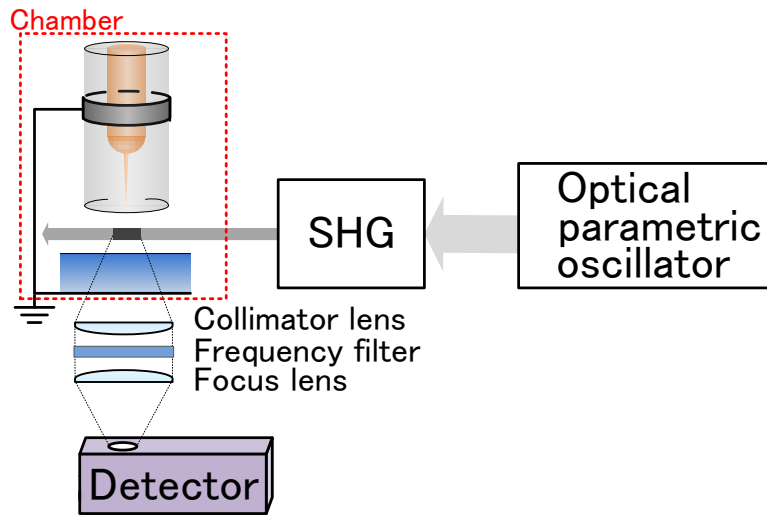 Chamber
SHG
Optical
parametric
oscillator
Collimator lens
Frequency filter
Focus lens
Detector